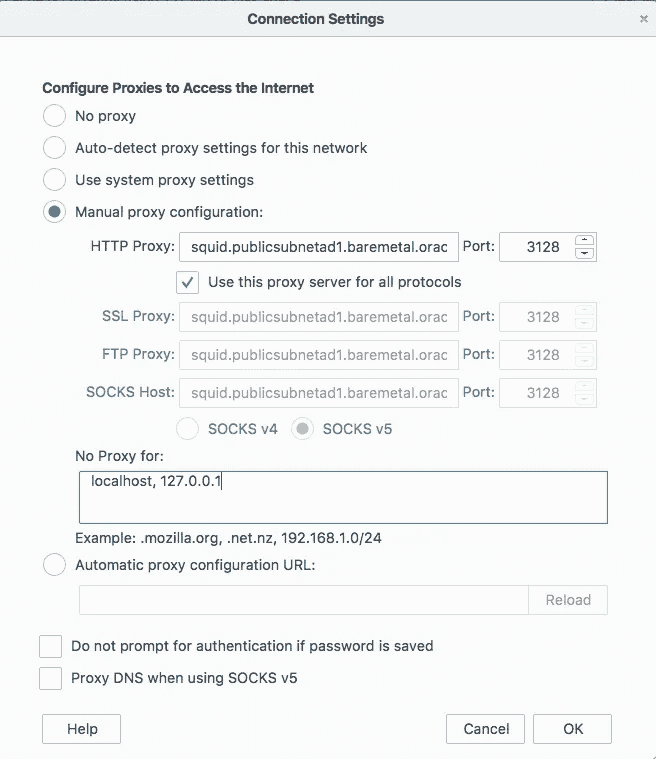 Connection Settings
×
Configure Proxies to Access the Internet
No proxy
Auto-detect proxy settings for this network
Use system proxy settings
Manual proxy configuration:
HTTP Proxy: squid.publicsubnetad1.baremetal.orac Port: 3128
Use this proxy server for all protocols
SSL Proxy: squid.publicsubnetad1.baremetal.orac Port: 3128
FTP Proxy: squid.publicsubnetad1.baremetal.orac Port: 3128
SOCKS Host: squid.publicsubnetad1.baremetal.orac Port: 3128
SOCKS v4 SOCKS v5
No Proxy for:
localhost, 127.0.0.1
Example: .mozilla.org, .net.nz, 192.168.1.0/24
Automatic proxy configuration URL:
Reload
Do not prompt for authentication if password is saved
Proxy DNS when using SOCKS v5
Help Cancel OK